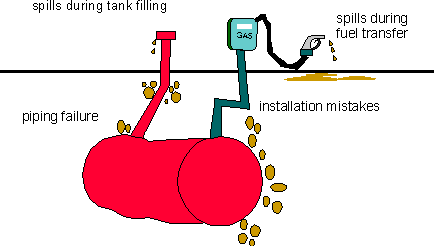 spills during tank filling
spills during
fuel transfer
GAS
installation mistakes
piping failure